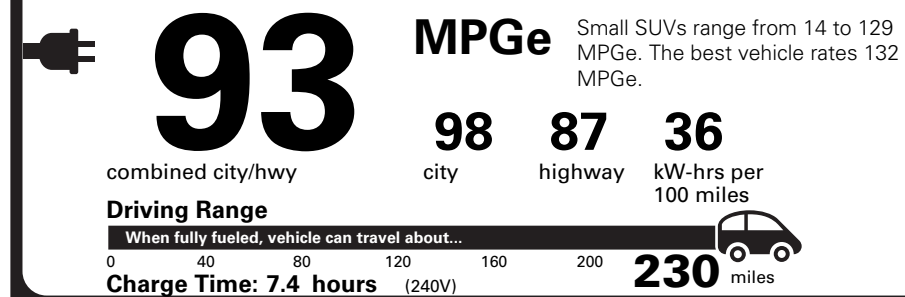 93
MPGe
Small SUVs range from 14 to 129
MPGe. The best vehicle rates 132
MPGe.
98 87 36
combined city/hwy city highway kW-hrs per
100 miles
Driving Range
When fully fueled, vehicle can travel about...
0 40 80 120 160 200 230 miles
Charge Time: 7.4 hours (240V)